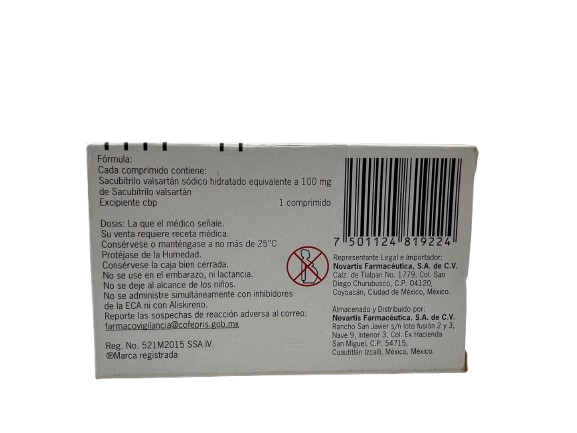 Fórmula:
Cada comprimido contiene:
Sacubitrilo valsartán sódico hidratado equivalente a 100 mg
de Sacubitrilo valsartán
Excipiente cbp 1 comprimido
Dosis: La que el médico señale.
Su venta requiere receta médica.
Consérvese o manténgase a no más de 25°C
Protéjase de la Humedad.
Consérvese la caja bien cerrada.
No se use en el embarazo, ni lactancia.
No se deje al alcance de los niños.
No se administre simultáneamente con inhibidores
de la ECA ni con Aliskireno.
Reporte las sospechas de reacción adversa al correo:
farmacovigilancia@cofepris.gob.mx
Reg. No. 521M2015 SSA IV
®Marca registrada
7 501124 819224
Representante Legal e Importador:
Novartis Farmacéutica, S.A. de C.V.
Calz. de Tlalpan No. 1779, Col. San
Diego Churubusco, C.P. 04120,
Coyoacán, Ciudad de México, México.
Almacenado y Distribuido por:
Novartis Farmacéutica, S.A. de C.V.
Rancho San Javier s/n lote fusión 2 y 3,
Nave 9, interior 3, Col. Ex Hacienda
San Miguel, C.P. 54715,
Cuautitlán Izcalli, México, México.